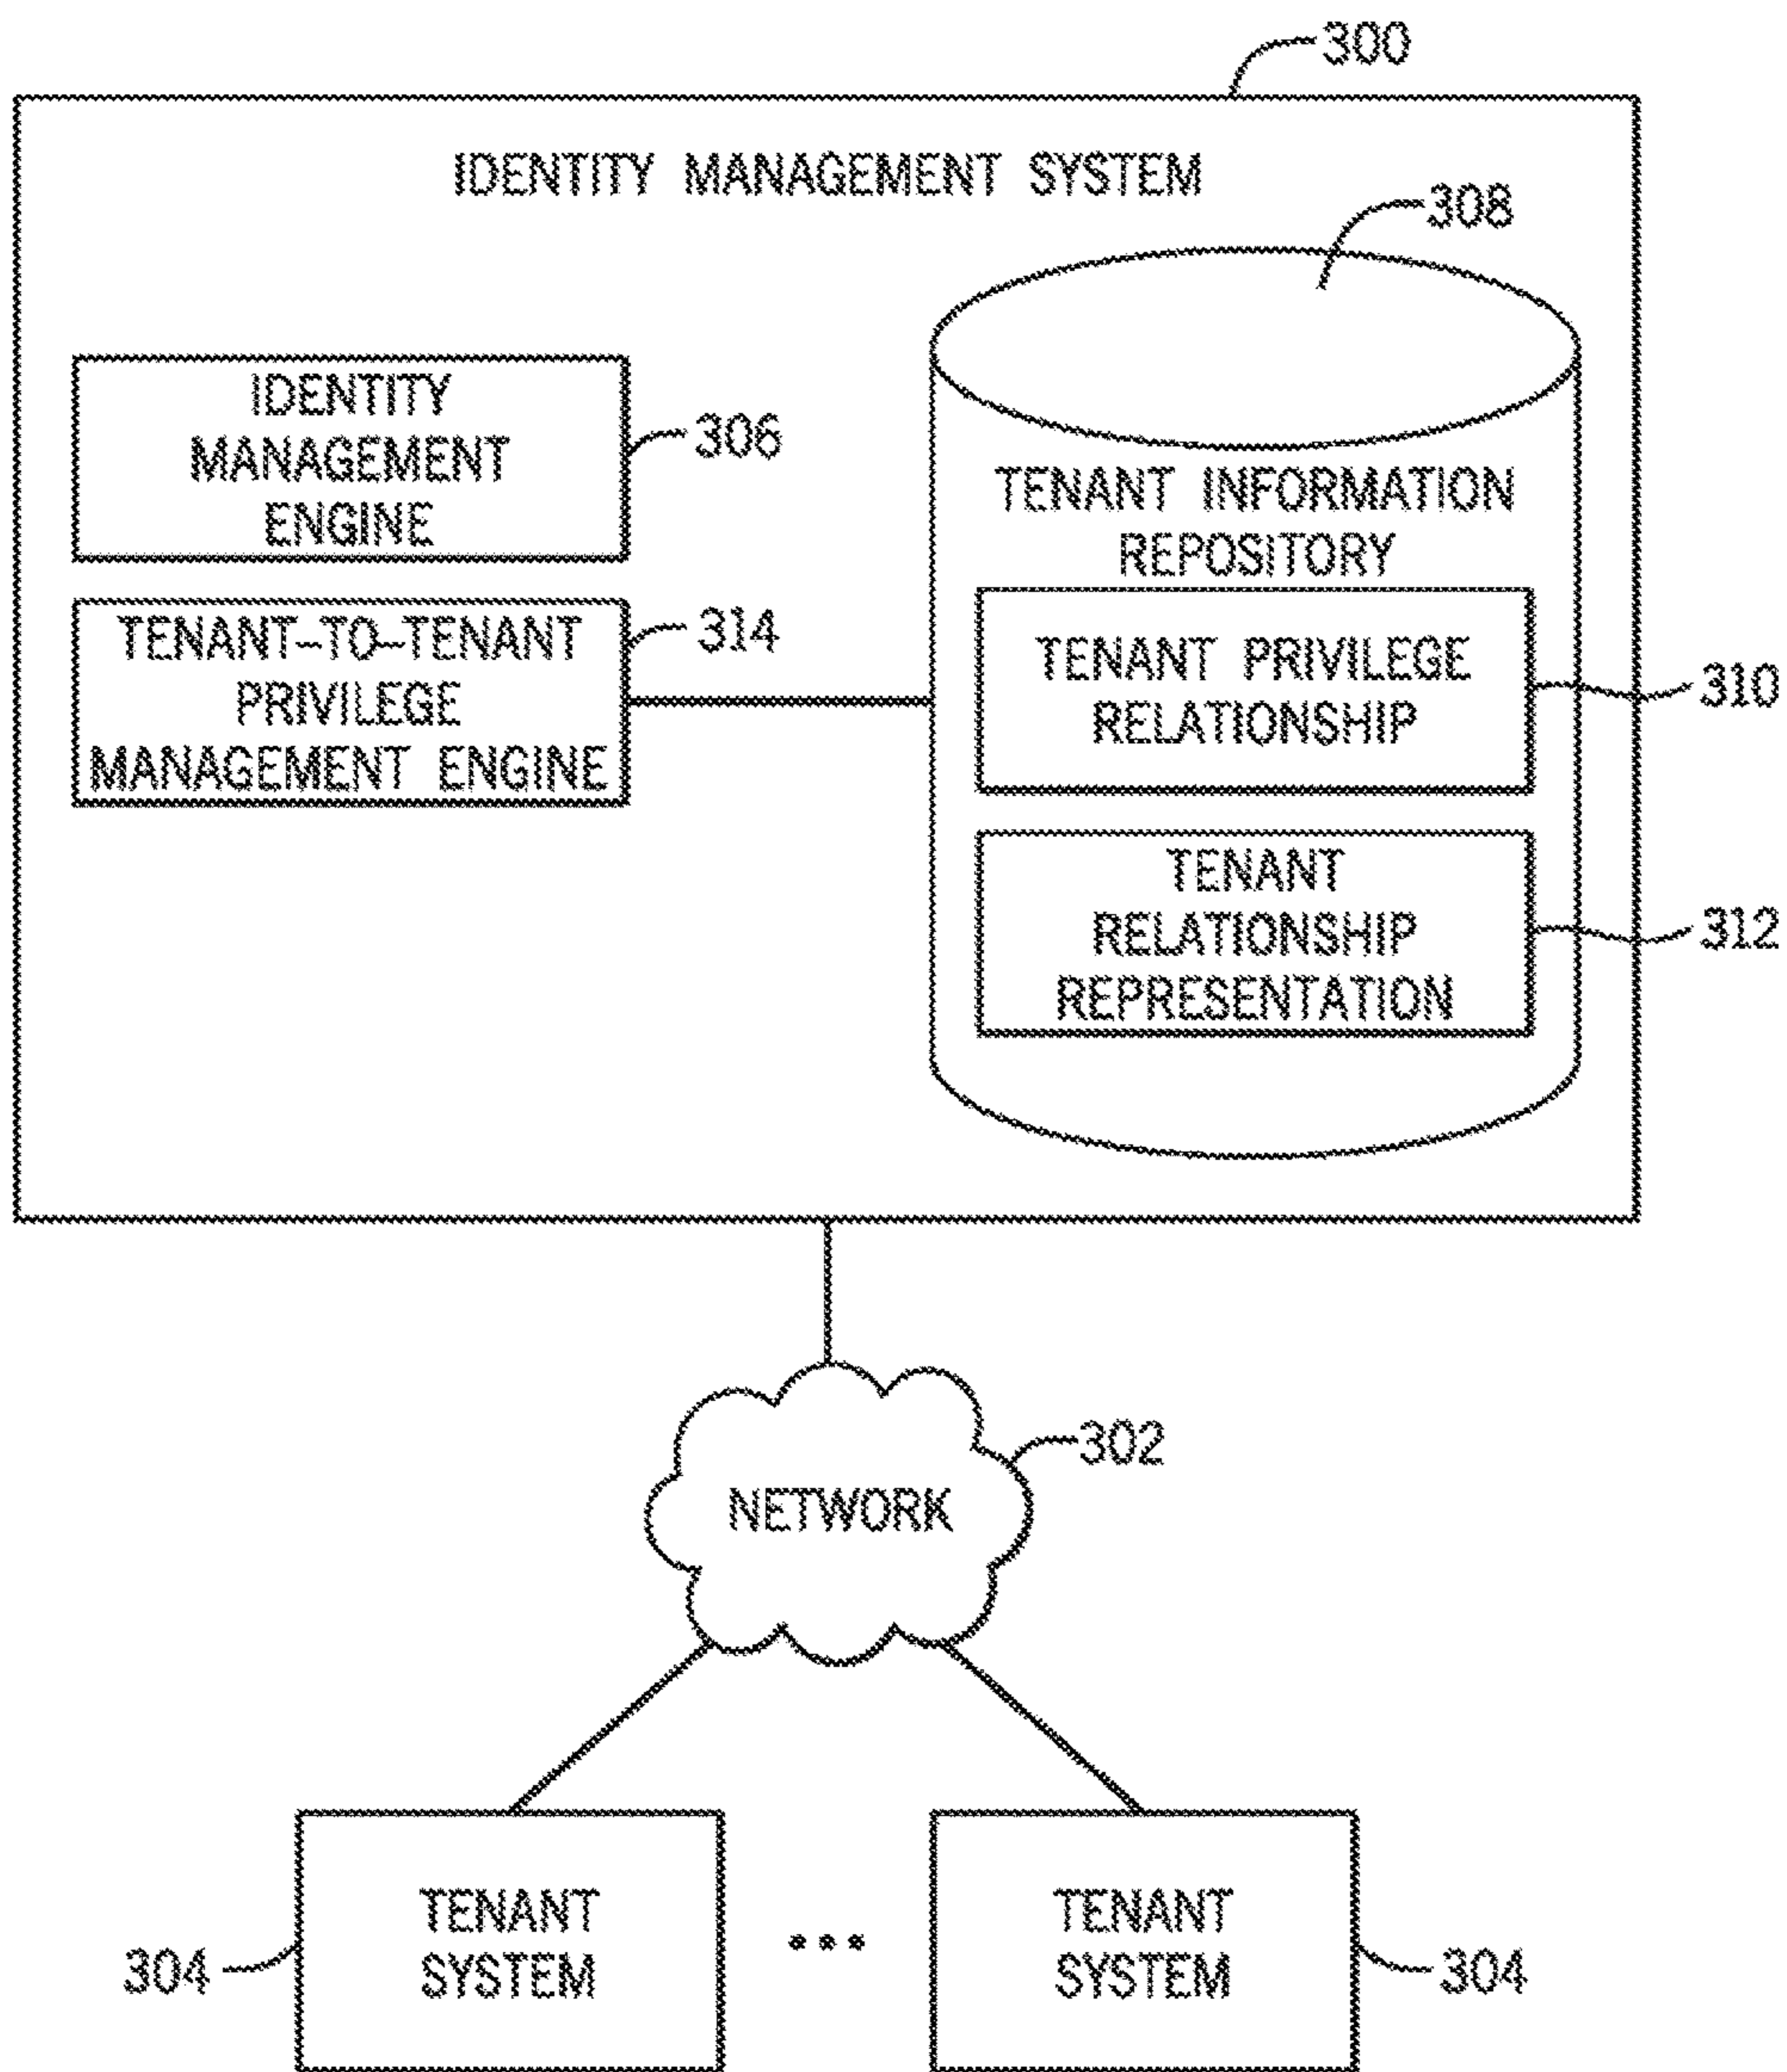 300
IDENTITY MANAGEMENT SYSTEM
308
IDENTITY
MANAGEMENT
ENGINE
306
TENANT-TO-TENANT
PRIVILEGE
MANAGEMENT ENGINE
314
TENANT INFORMATION
REPOSITORY
TENANT PRIVILEGE
RELATIONSHIP
310
TENANT
RELATIONSHIP
REPRESENTATION
312
NETWORK
302
TENANT
SYSTEM
304
...
TENANT
SYSTEM
304